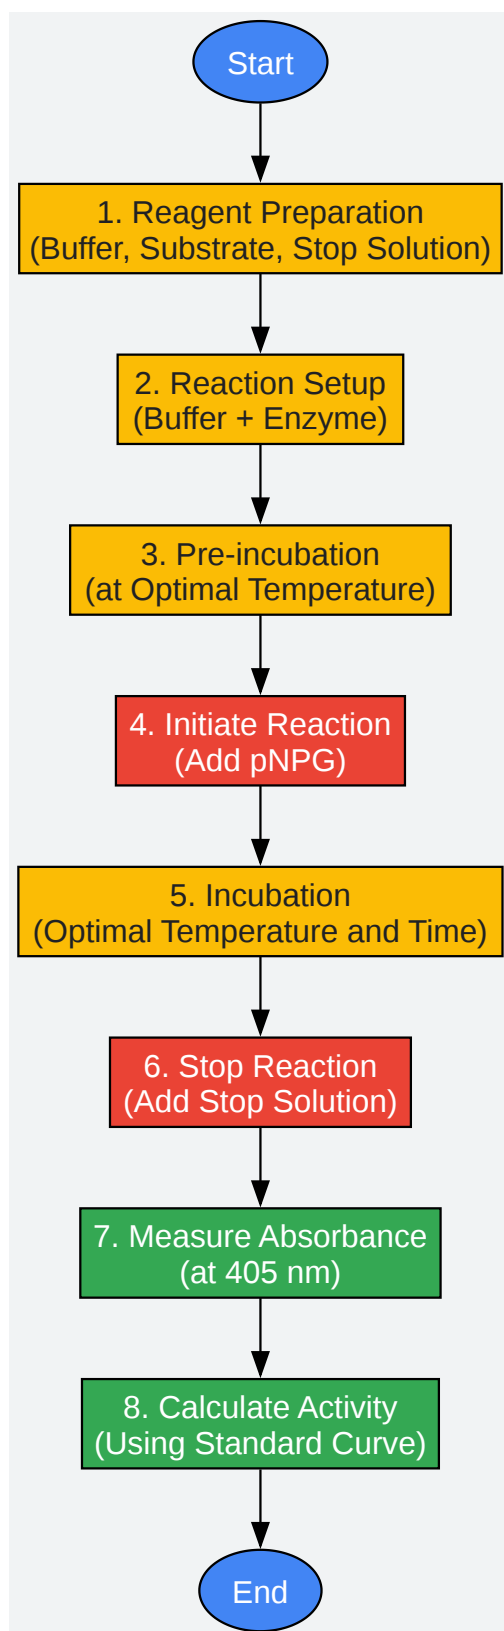 Start
1. Reagent Preparation
(Buffer, Substrate, Stop Solution)
2. Reaction Setup
(Buffer + Enzyme)
3. Pre-incubation
(at Optimal Temperature)
4. Initiate Reaction
(Add pNPG)
5. Incubation
(Optimal Temperature and Time)
6. Stop Reaction
(Add Stop Solution)
7. Measure Absorbance
(at 405 nm)
8. Calculate Activity
(Using Standard Curve)
End